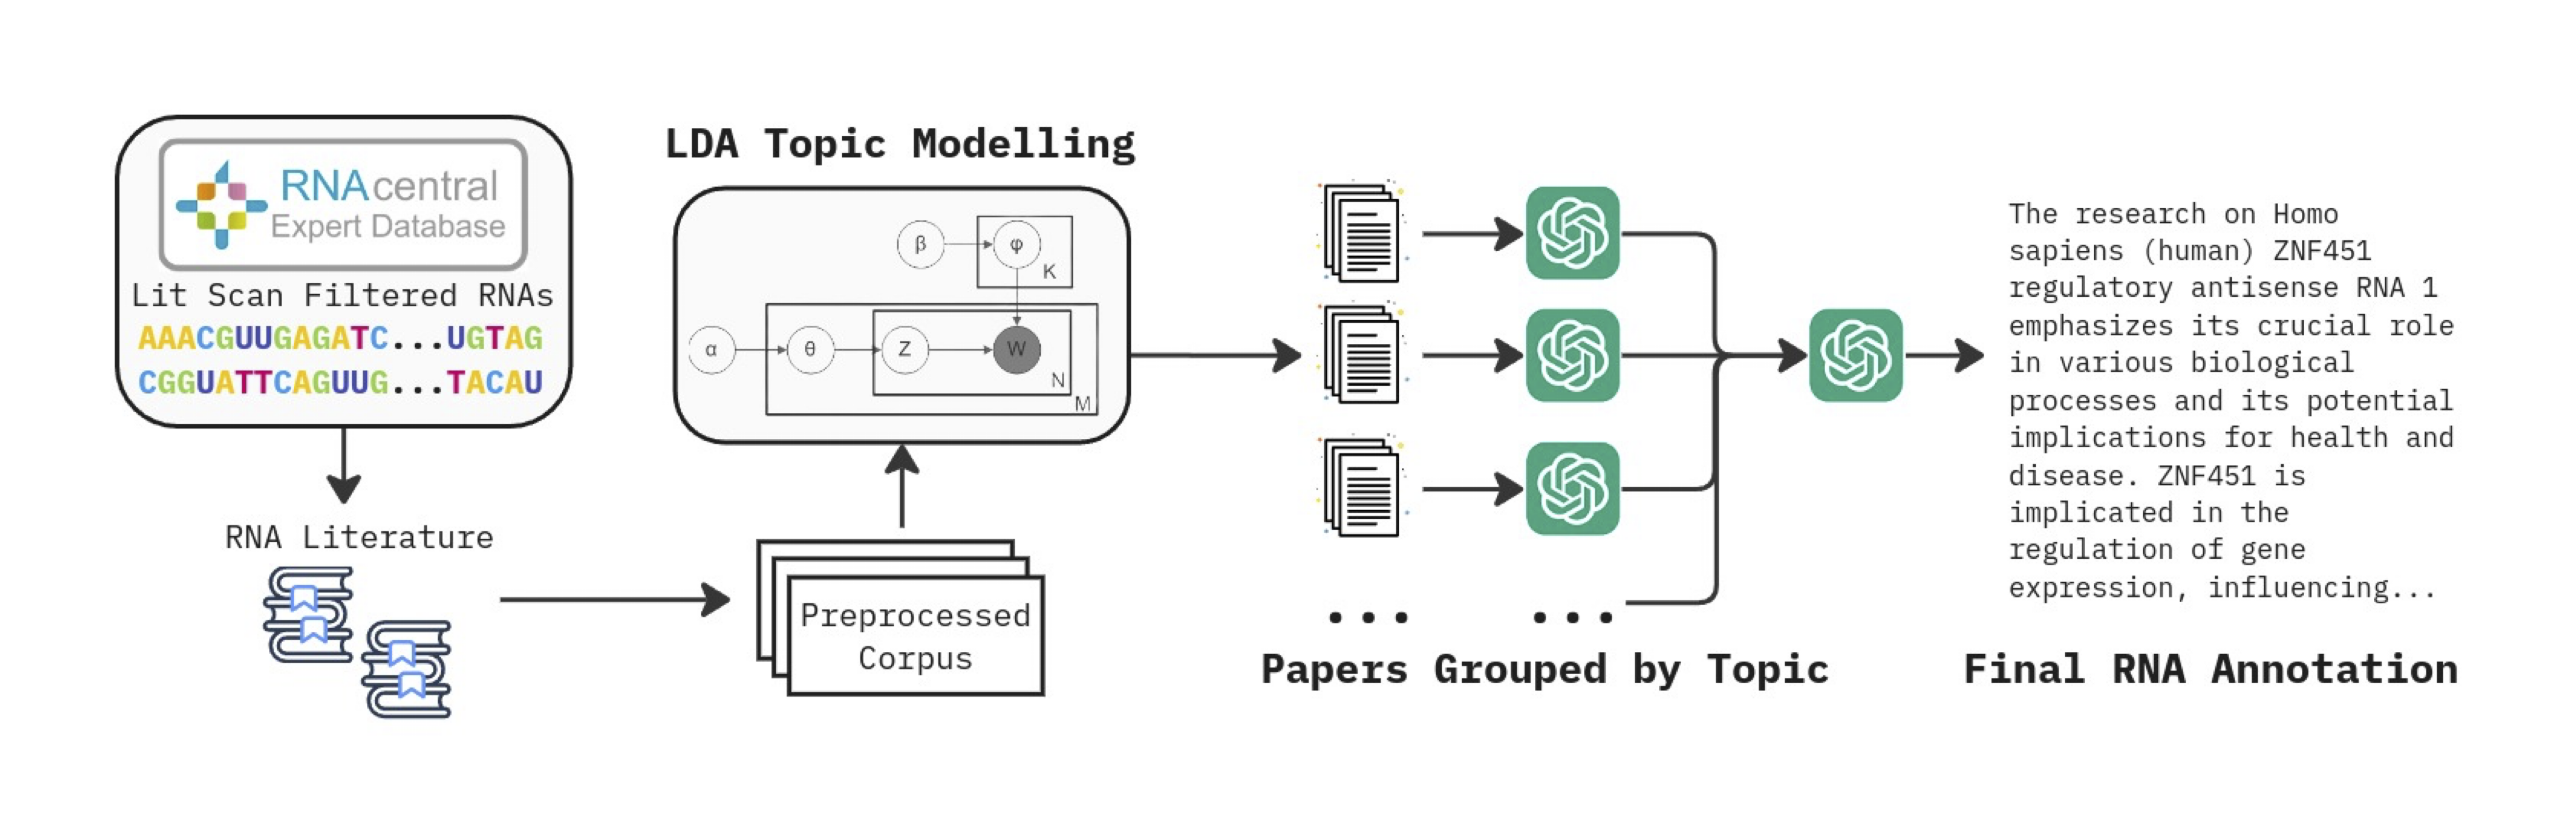 RNAcentral
Expert Database
Lit Scan Filtered RNAs
AAACGUUGAGATC...UGTAG
CGGUATTCAGUUG...TACAU
RNA Literature
Preprocessed
Corpus
LDA Topic Modelling
β
φ
K
α
θ
Z
W
N
M
...
...
Papers Grouped by Topic
The research on Homo
sapiens (human) ZNF451
regulatory antisense RNA 1
emphasizes its crucial role
in various biological
processes and its potential
implications for health and
disease. ZNF451 is
implicated in the
regulation of gene
expression, influencing...
Final RNA Annotation